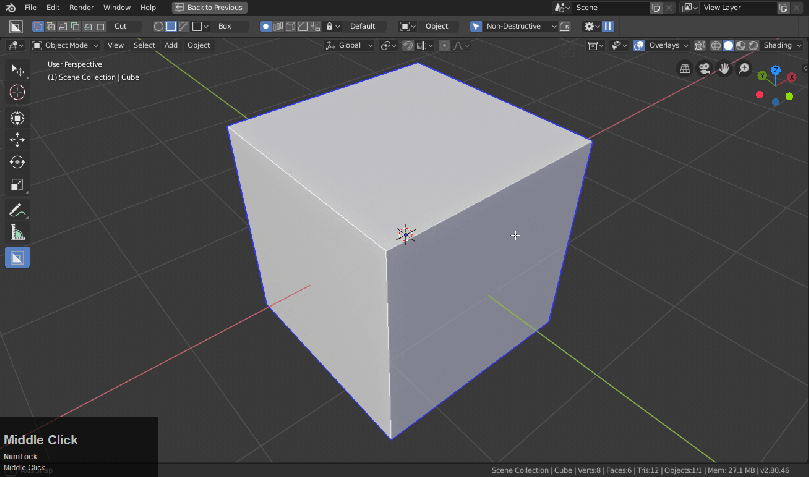 File Edit Render Window Help Back to Previous Scene View Layer
Cut Box Default Object Non-Destructive
Object Mode View Select Add Object Global Overlays Shading
User Perspective
(1) Scene Collection | Cube
Z
Y
X
Middle Click
NumLock
Middle Click
Scene Collection | Cube | Verts:8 | Faces:6 | Tris:12 | Objects:1/1 | Mem: 27.1 MB | v2.80.46